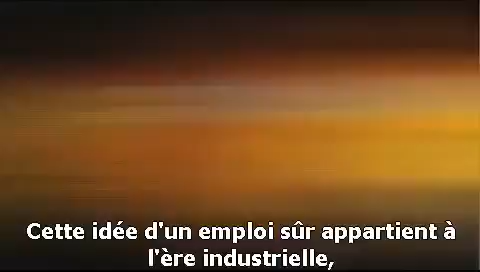 Cette idée d'un emploi sûr appartient à
l'ère industrielle,